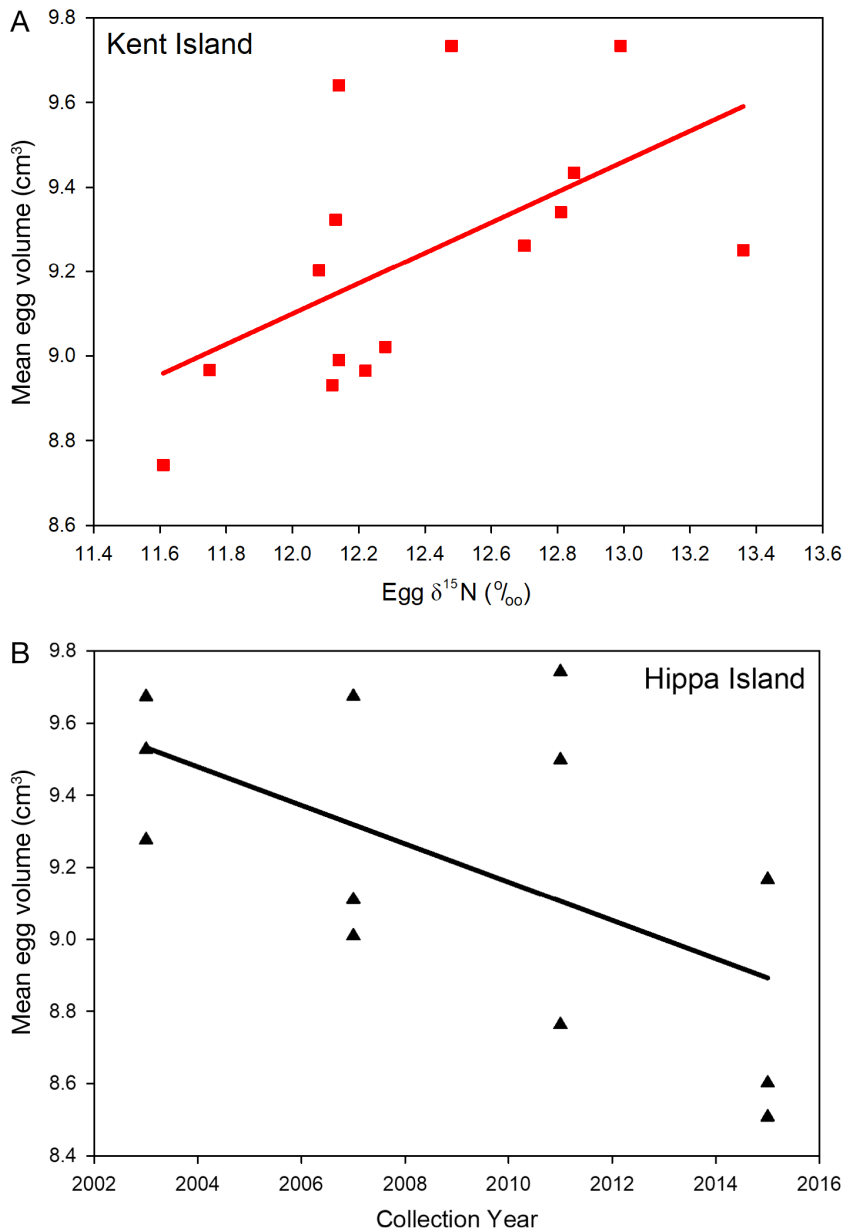 A
Kent Island
Mean egg volume (cm³)
9.8
9.6
9.4
9.2
9.0
8.8
8.6
11.4 11.6 11.8 12.0 12.2 12.4 12.6 12.8 13.0 13.2 13.4 13.6
Egg δ¹⁵N (⁰/₀₀)
B
Hippa Island
Mean egg volume (cm³)
9.8
9.6
9.4
9.2
9.0
8.8
8.6
8.4
2002 2004 2006 2008 2010 2012 2014 2016
Collection Year